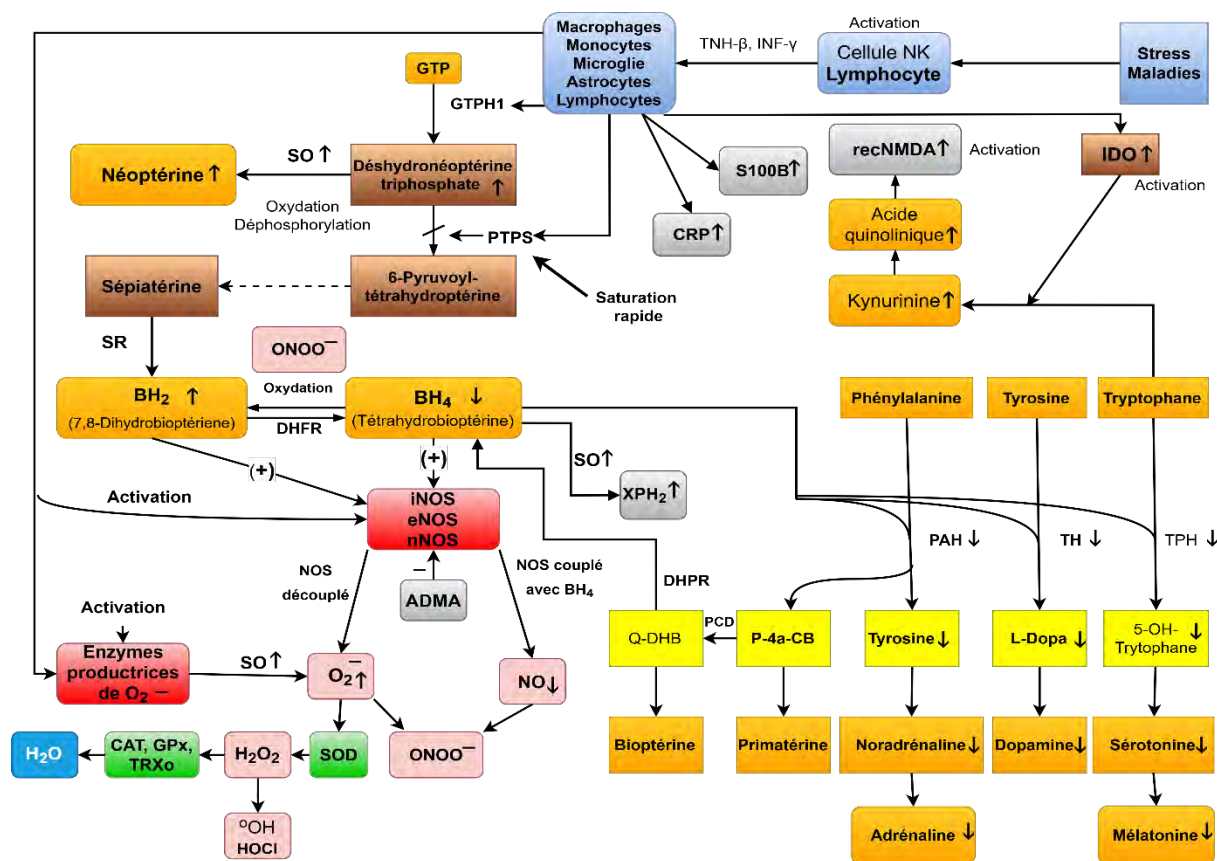 Macrophages
Monocytes
Microglie
Astrocytes
Lymphocytes
TNH-β, INF-γ
Activation
Cellule NK
Lymphocyte
Stress
Maladies
GTP
GTPH1
Néoptérine ↑
SO ↑
Déshydronéoptérine
triphosphate ↑
Oxydation
Déphosphorylation
PTPS
S100B↑
CRP↑
recNMDA↑
Activation
IDO ↑
Activation
Acide
quinolinique↑
Kynurinine↑
Sépiatérine
6-Pyruvoyl-
tétrahydroptérine
Saturation
rapide
SR
ONOO−
BH2 ↑
(7,8-Dihydrobioptériene)
Oxydation
DHFR
BH4 ↓
(Tétrahydrobioptérine)
Phénylalanine
Tyrosine
Tryptophane
(+)
(+)
SO↑
XPH2↑
Activation
iNOS
eNOS
nNOS
PAH ↓
TH ↓
TPH ↓
NOS
découplé
−
ADMA
NOS couplé
avec BH4
DHPR
Activation
Enzymes
productrices
de O2 −
SO↑
O2−↑
NO↓
Q-DHB
PCD
P-4a-CB
Tyrosine↓
L-Dopa ↓
5-OH-
Trytophane↓
H2O
CAT, GPx,
TRXo
H2O2
SOD
ONOO−
Bioptérine
Primatérine
Noradrénaline↓
Dopamine↓
Sérotonine↓
°OH
HOCl
Adrénaline ↓
Mélatonine ↓